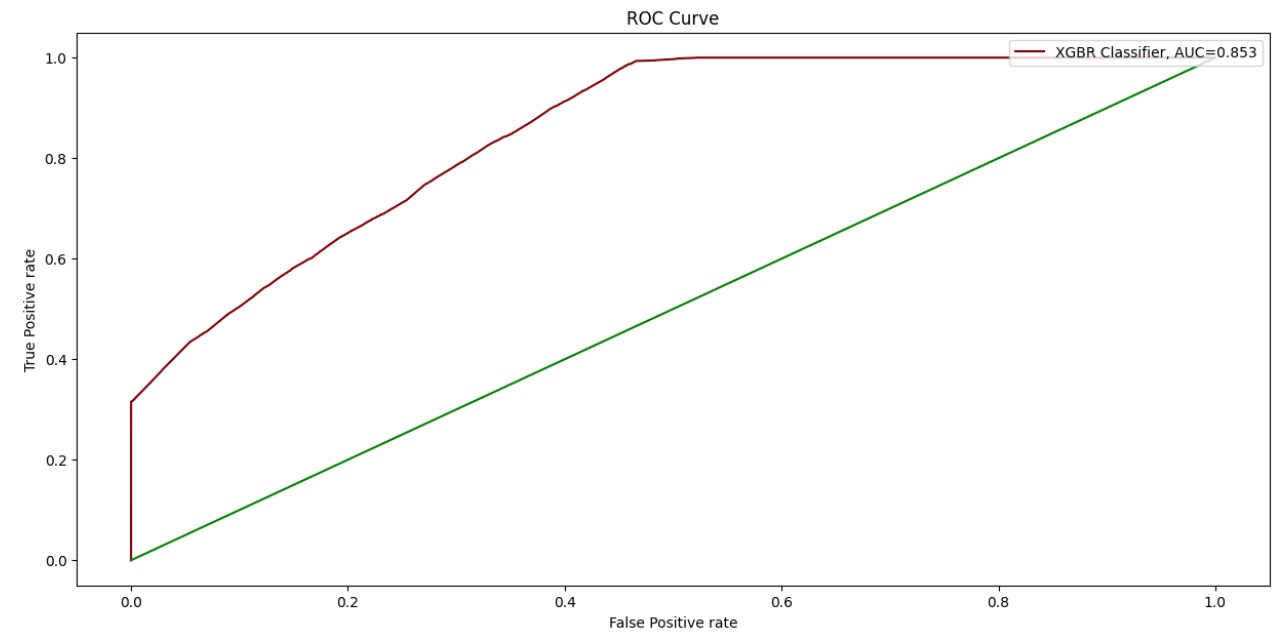 ROC Curve
XGBR Classifier, AUC=0.853
1.0
0.8
0.6
0.4
0.2
0.0
True Positive rate
0.0 0.2 0.4 0.6 0.8 1.0
False Positive rate